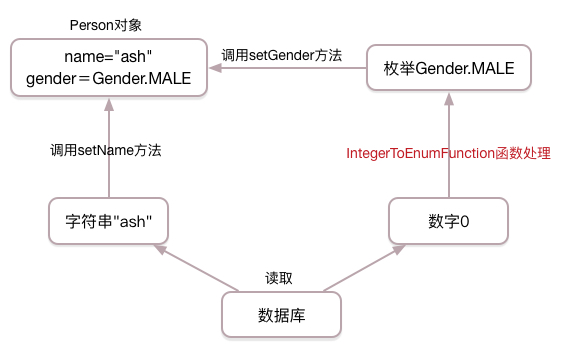 Person对象
name="ash"
gender＝Gender.MALE
调用setGender方法
枚举Gender.MALE
调用setName方法
IntegerToEnumFunction函数处理
字符串"ash"
数字0
读取
数据库